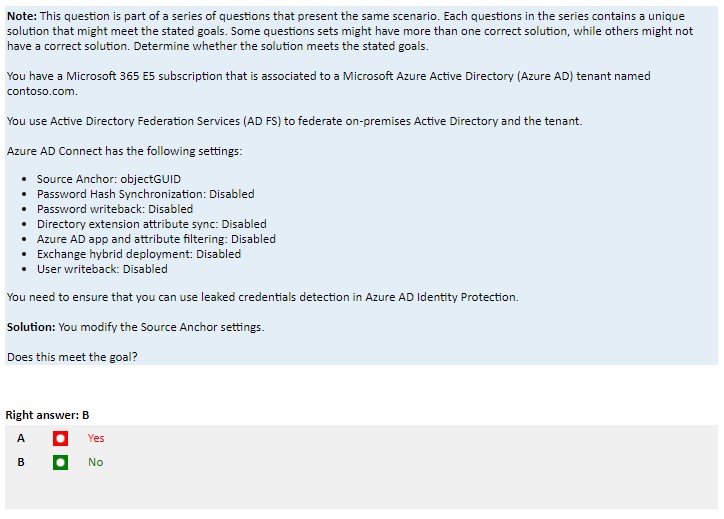 Note: This question is part of a series of questions that present the same scenario. Each questions in the series contains a unique
solution that might meet the stated goals. Some questions sets might have more than one correct solution, while others might not
have a correct solution. Determine whether the solution meets the stated goals.
You have a Microsoft 365 E5 subscription that is associated to a Microsoft Azure Active Directory (Azure AD) tenant named
contoso.com.
You use Active Directory Federation Services (AD FS) to federate on-premises Active Directory and the tenant.
Azure AD Connect has the following settings:
• Source Anchor: objectGUID
• Password Hash Synchronization: Disabled
• Password writeback: Disabled
• Directory extension attribute sync: Disabled
• Azure AD app and attribute filtering: Disabled
• Exchange hybrid deployment: Disabled
• User writeback: Disabled
You need to ensure that you can use leaked credentials detection in Azure AD Identity Protection.
Solution: You modify the Source Anchor settings.
Does this meet the goal?
Right answer: B
A Yes
B No